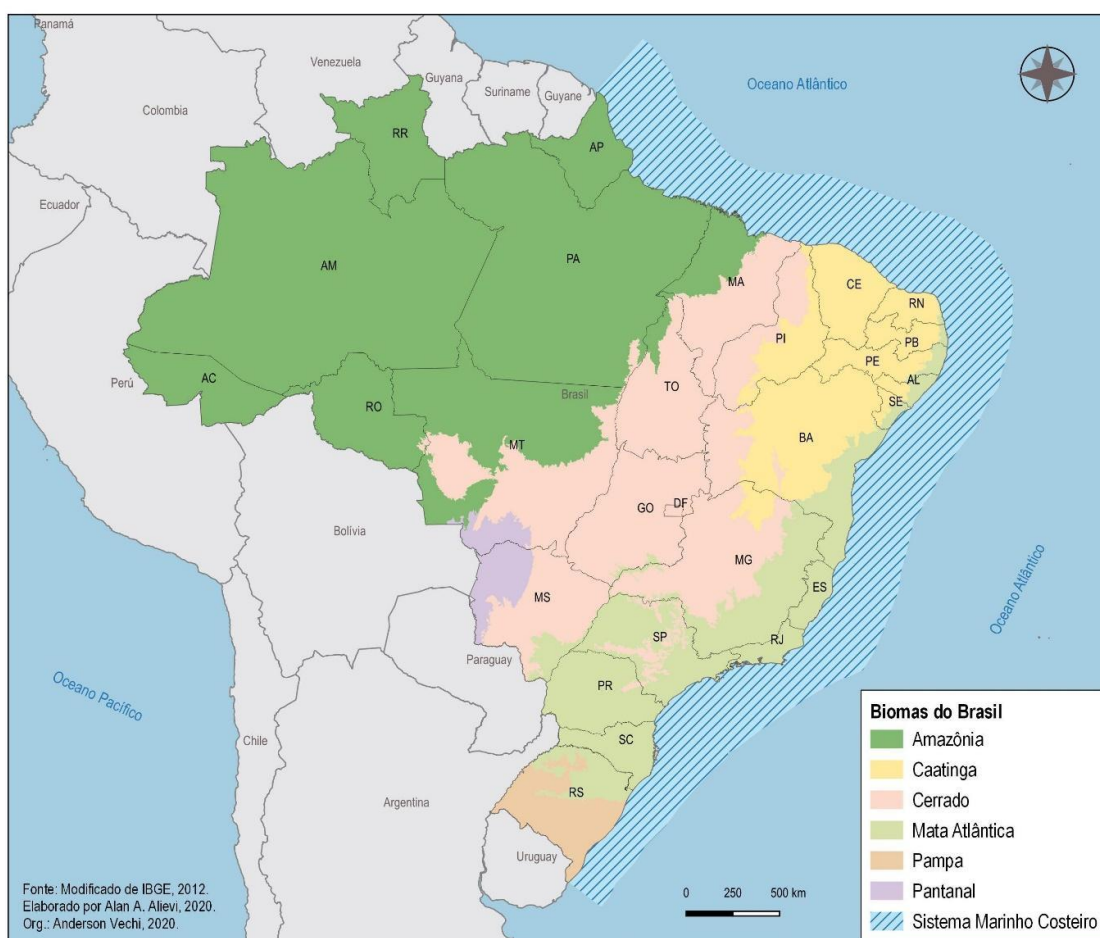 Panamá
Venezuela
Guyana
Suriname
Guyane
Colombia
Oceano Atlântico
Ecuador
RR
AP
AM
PA
MA
CE
RN
PB
PE
AL
SE
PI
Perú
AC
RO
Brasil
TO
MT
BA
Bolívia
GO
DF
MG
ES
MS
SP
RJ
Oceano Atlântico
Paraguay
PR
SC
RS
Oceano Pacífico
Chile
Argentina
Uruguay
Biomas do Brasil
Amazônia
Caatinga
Cerrado
Mata Atlântica
Pampa
Pantanal
Sistema Marinho Costeiro
Fonte: Modificado de IBGE, 2012.
Elaborado por Alan A. Alievi, 2020.
Org.: Anderson Vechi, 2020.
0 250 500 km